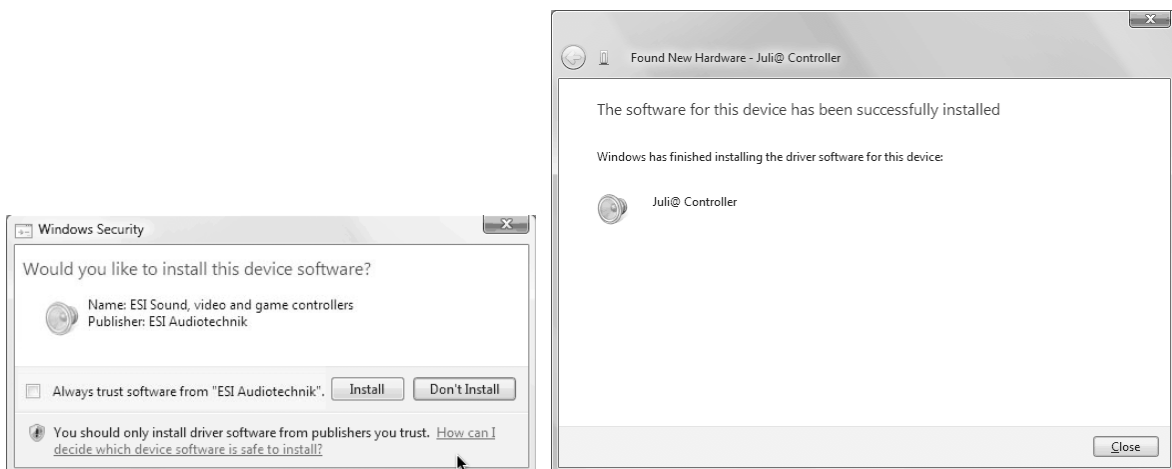 Windows Security
Would you like to install this device software?
Name: ESI Sound, video and game controllers
Publisher: ESI Audiotechnik
Always trust software from "ESI Audiotechnik". Install Don't Install
You should only install driver software from publishers you trust. How can I
decide which device software is safe to install?
Found New Hardware - Juli@ Controller
The software for this device has been successfully installed
Windows has finished installing the driver software for this device:
Juli@ Controller
Close